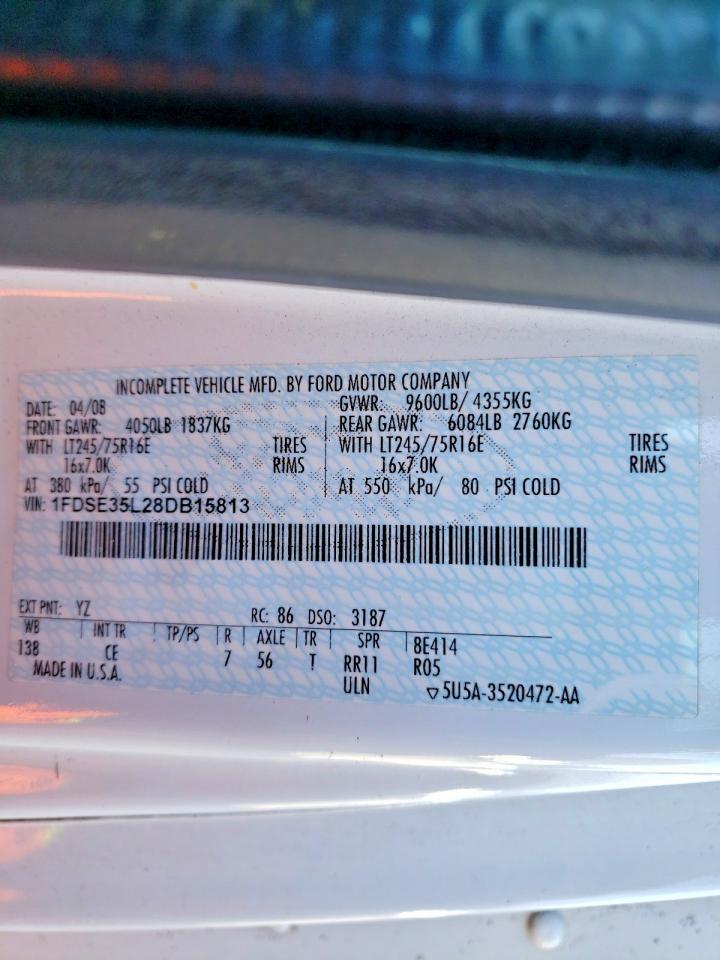 INCOMPLETE VEHICLE MFD. BY FORD MOTOR COMPANY
DATE: 04/08 GVWR: 9600LB/ 4355KG
FRONT GAWR: 4050LB 1837KG REAR GAWR: 6084LB 2760KG
WITH LT245/75R16E TIRES WITH LT245/75R16E TIRES
16x7.0K RIMS 16x7.0K RIMS
AT 380 kPa/ 55 PSI COLD AT 550 kPa/ 80 PSI COLD
VIN: 1FDSE35L28DB15813
EXT PNT: YZ RC: 86 DSO: 3187
WB INT TR TP/PS R AXLE TR SPR 8E414
138 CE 7 56 T RR11 R05
MADE IN U.S.A. ULN ▽5U5A-3520472-AA